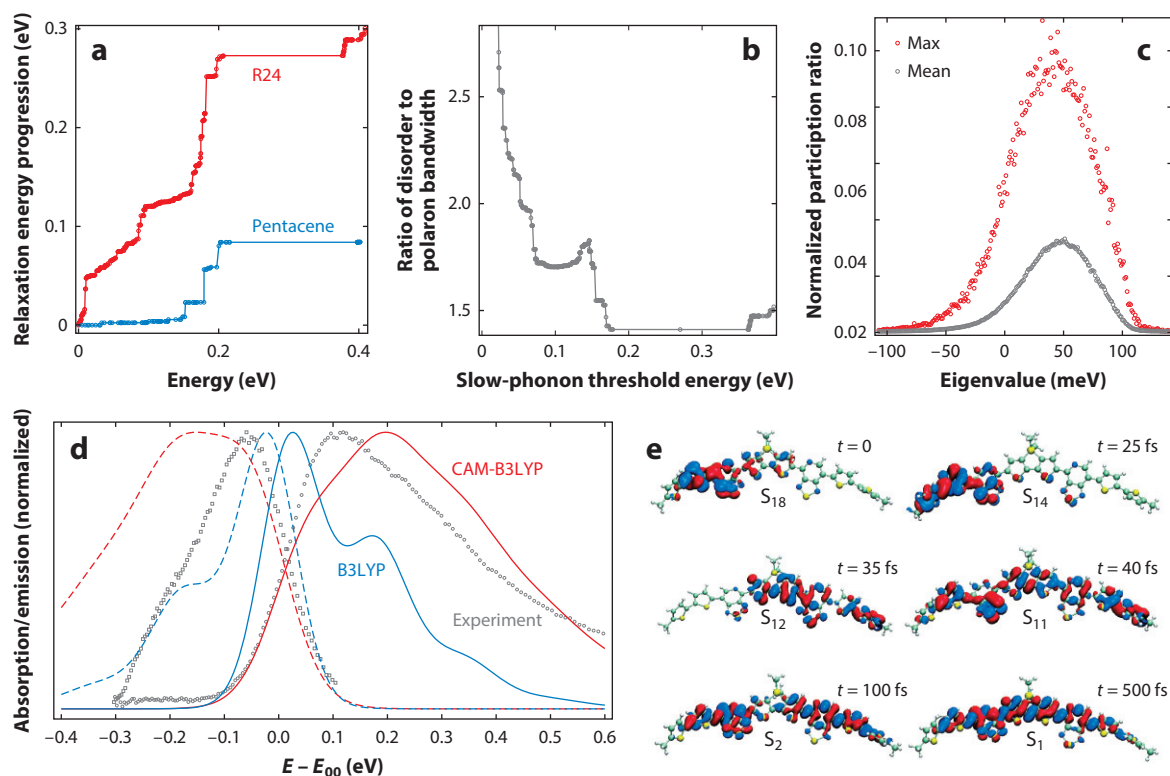 a
Relaxation energy progression (eV)
0.3
0.2
0.1
0
R24
Pentacene
0
0.2
0.4
Energy (eV)
b
Ratio of disorder to
polaron bandwidth
2.5
2.0
1.5
0
0.1
0.2
0.3
Slow-phonon threshold energy (eV)
c
Normalized particiption ratio
0.10
0.08
0.06
0.04
0.02
Max
Mean
−100
−50
0
50
100
Eigenvalue (meV)
d
Absorption/emission (normalized)
CAM-B3LYP
B3LYP
Experiment
−0.4
−0.3
−0.2
−0.1
0.0
0.1
0.2
0.3
0.4
0.5
0.6
E − E00 (eV)
e
t = 0
S18
t = 25 fs
S14
t = 35 fs
S12
t = 40 fs
S11
t = 100 fs
S2
t = 500 fs
S1